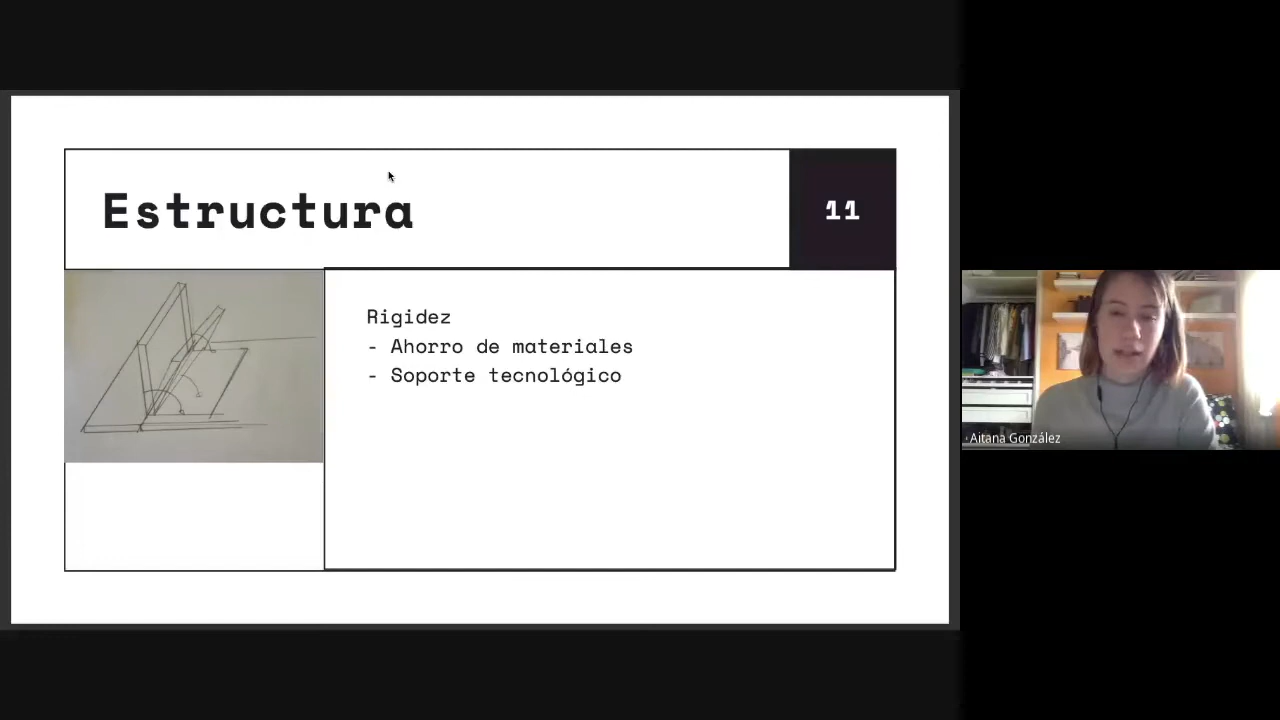 Estructura
11
Rigidez
- Ahorro de materiales
- Soporte tecnológico
Aitana González